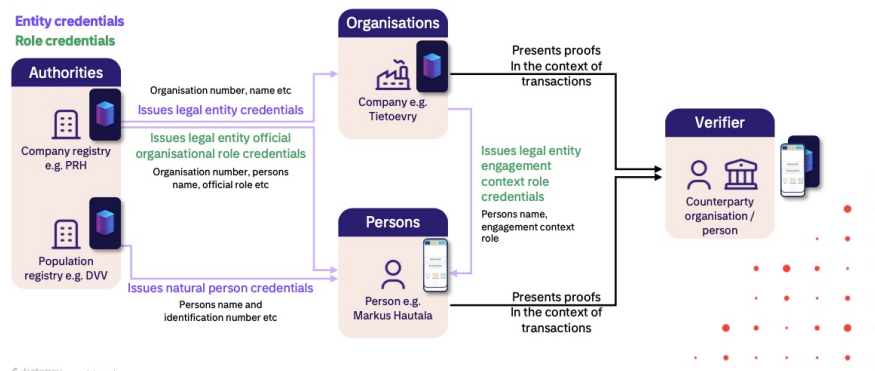 Entity credentials
Role credentials
Authorities
Company registry
e.g. PRH
Population
registry e.g. DVV
Organisation number, name etc
Issues legal entity credentials
Issues legal entity official
organisational role credentials
Organisation number, persons
name, official role etc
Issues natural person credentials
Persons name and
identification number etc
Organisations
Company e.g.
Tietoevry
Persons
Person e.g.
Markus Hautala
Issues legal entity
engagement
context role
credentials
Persons name,
engagement context
role
Presents proofs
In the context of
transactions
Presents proofs
In the context of
transactions
Verifier
Counterparty
organisation /
person